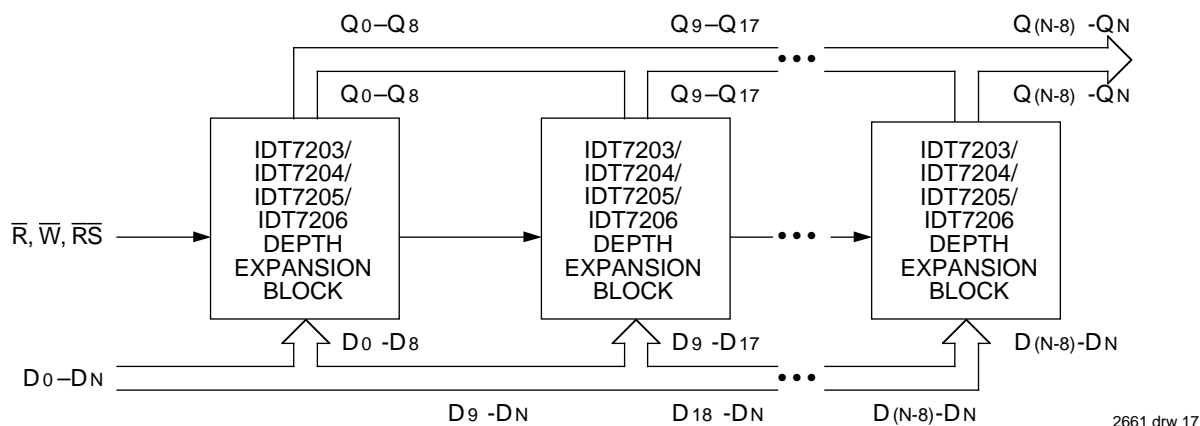 Q0–Q8 Q9–Q17 Q(N-8) -QN
•••
Q0–Q8 Q9–Q17 Q(N-8) -QN
IDT7203/
IDT7204/
IDT7205/
IDT7206
DEPTH
EXPANSION
BLOCK
IDT7203/
IDT7204/
IDT7205/
IDT7206
DEPTH
EXPANSION
BLOCK
IDT7203/
IDT7204/
IDT7205/
IDT7206
DEPTH
EXPANSION
BLOCK
R̅, W̅, R̅S̅
•••
D0 -D8 D9 -D17 D(N-8)-DN
D0–DN
•••
D9 -DN D18 -DN D(N-8)-DN
2661 drw 17